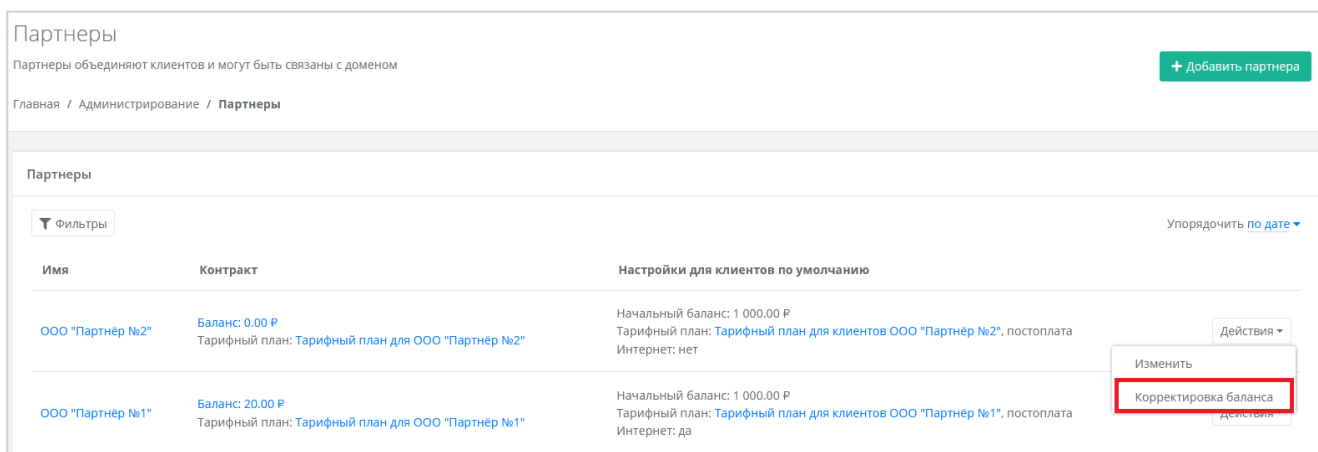 Партнеры
Партнеры объединяют клиентов и могут быть связаны с доменом
+ Добавить партнера
Главная / Администрирование / Партнеры
Партнеры
Фильтры
Упорядочить по дате
Имя Контракт Настройки для клиентов по умолчанию
ООО "Партнёр №2"
Баланс: 0.00 ₽
Тарифный план: Тарифный план для ООО "Партнёр №2"
Начальный баланс: 1 000.00 ₽
Тарифный план: Тарифный план для клиентов ООО "Партнёр №2", постоплата
Интернет: нет
Действия
Изменить
Корректировка баланса
ООО "Партнёр №1"
Баланс: 20.00 ₽
Тарифный план: Тарифный план для ООО "Партнёр №1"
Начальный баланс: 1 000.00 ₽
Тарифный план: Тарифный план для клиентов ООО "Партнёр №1", постоплата
Интернет: да
Действия